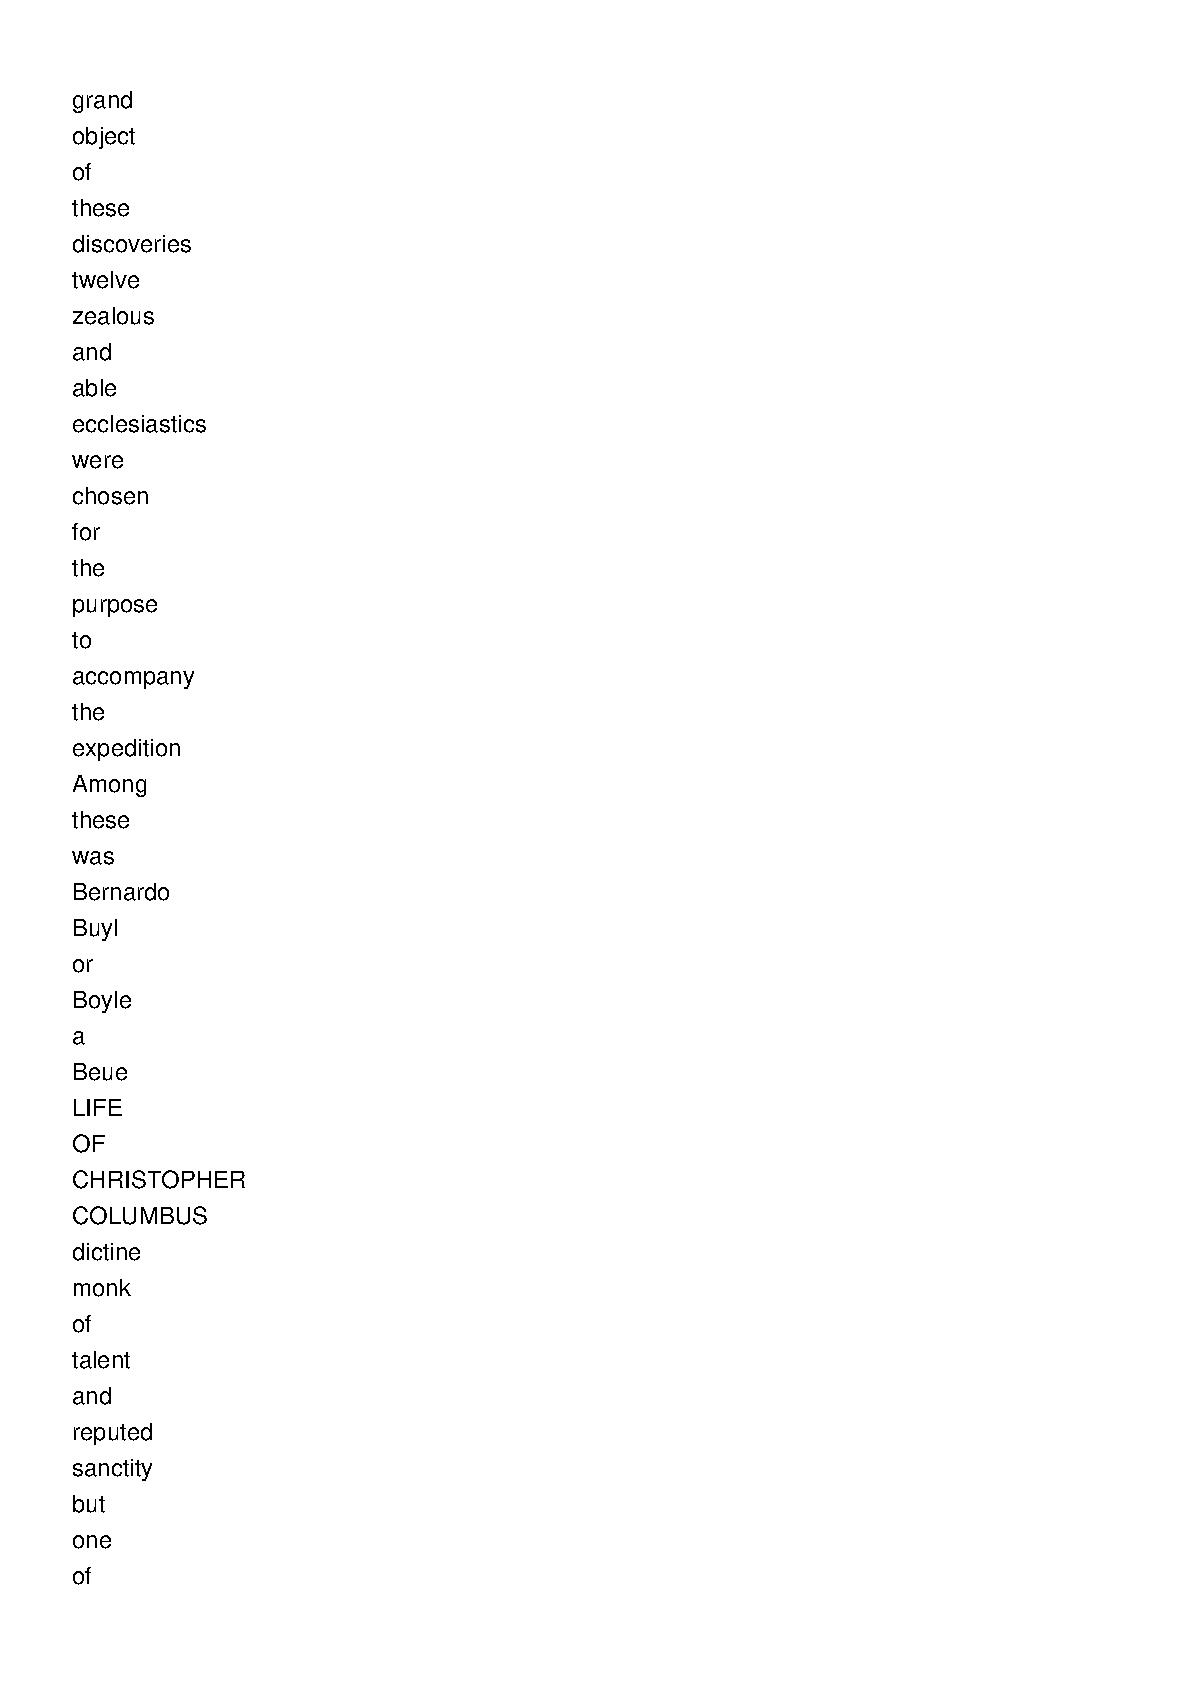 grand
object
of
these
discoveries
twelve
zealous
and
able
ecclesiastics
were
chosen
for
the
purpose
to
accompany
the
expedition
Among
these
was
Bernardo
Buyl
or
Boyle
a
Beue
LIFE
OF
CHRISTOPHER
COLUMBUS
dictine
monk
of
talent
and
reputed
sanctity
but
one
of